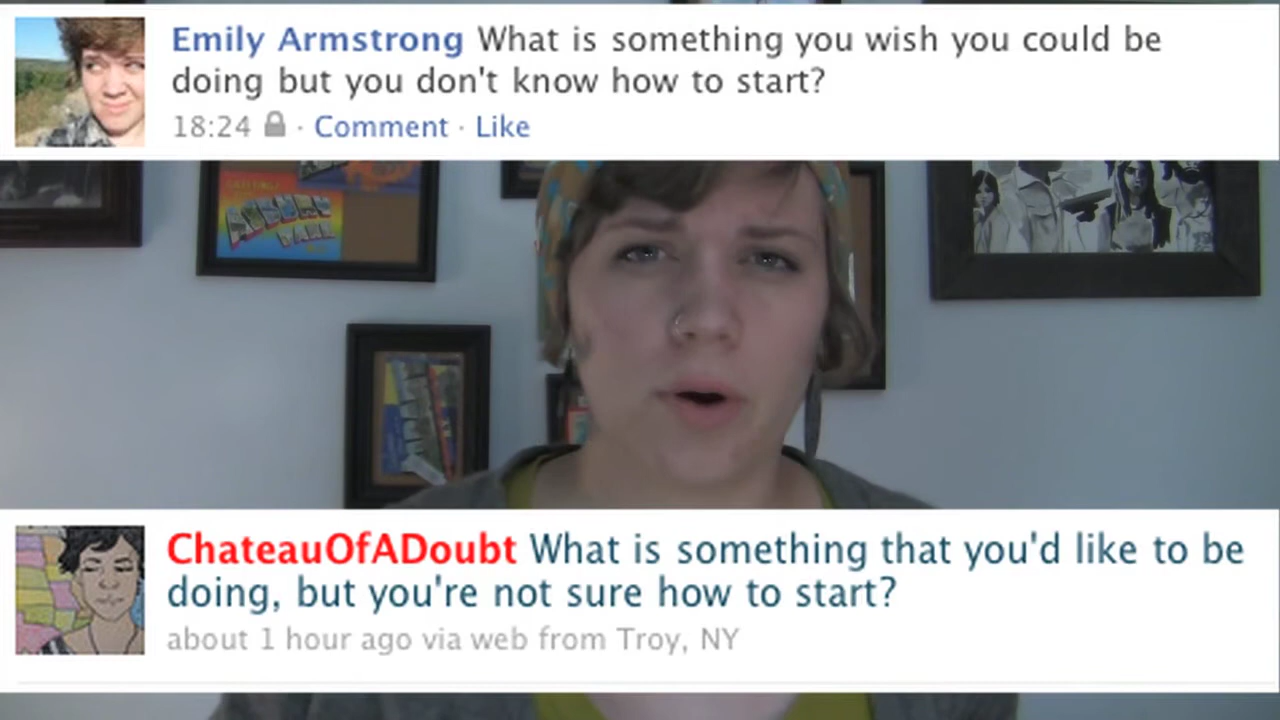 Emily Armstrong What is something you wish you could be
doing but you don't know how to start?
18:24 · Comment · Like
GREETINGS
ChateauOfADoubt What is something that you'd like to be
doing, but you're not sure how to start?
about 1 hour ago via web from Troy, NY